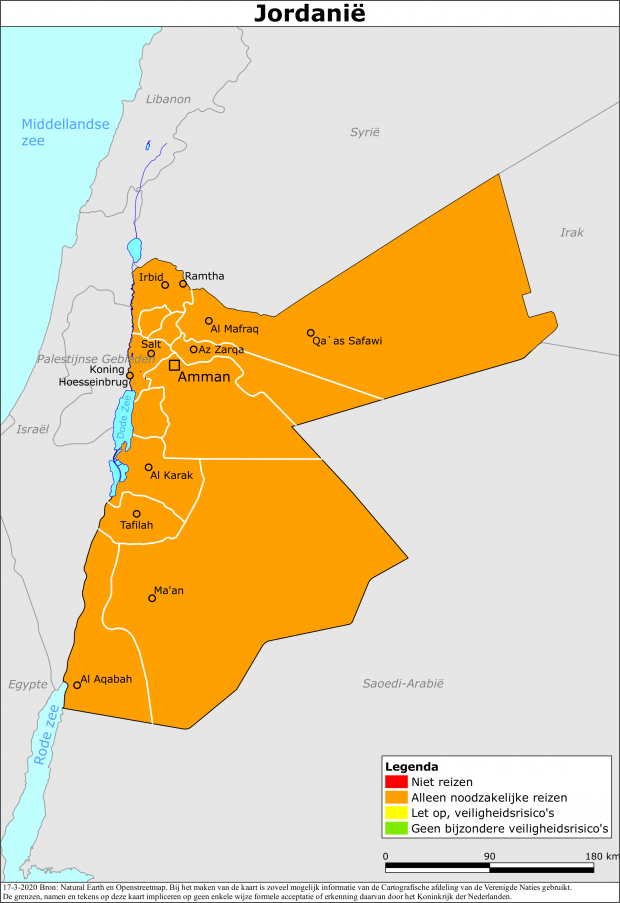 Jordanië
Libanon
Middellandse
zee
Syrië
Irak
Irbid
Ramtha
Al Mafraq
Qa`as Safawi
Salt
Az Zarqa
Palestijnse Gebieden
Koning
Hoesseinbrug
Amman
Dode Zee
Israël
Al Karak
Tafilah
Ma'an
Al Aqabah
Egypte
Saoedi-Arabië
Rode zee
Legenda
Niet reizen
Alleen noodzakelijke reizen
Let op, veiligheidsrisico's
Geen bijzondere veiligheidsrisico's
0 90 180 km
17-3-2020 Bron: Natural Earth en Openstreetmap. Bij het maken van de kaart is zoveel mogelijk informatie van de Cartografische afdeling van de Verenigde Naties gebruikt.
De grenzen, namen en tekens op deze kaart impliceren op geen enkele wijze formele acceptatie of erkenning daarvan door het Koninkrijk der Nederlanden.